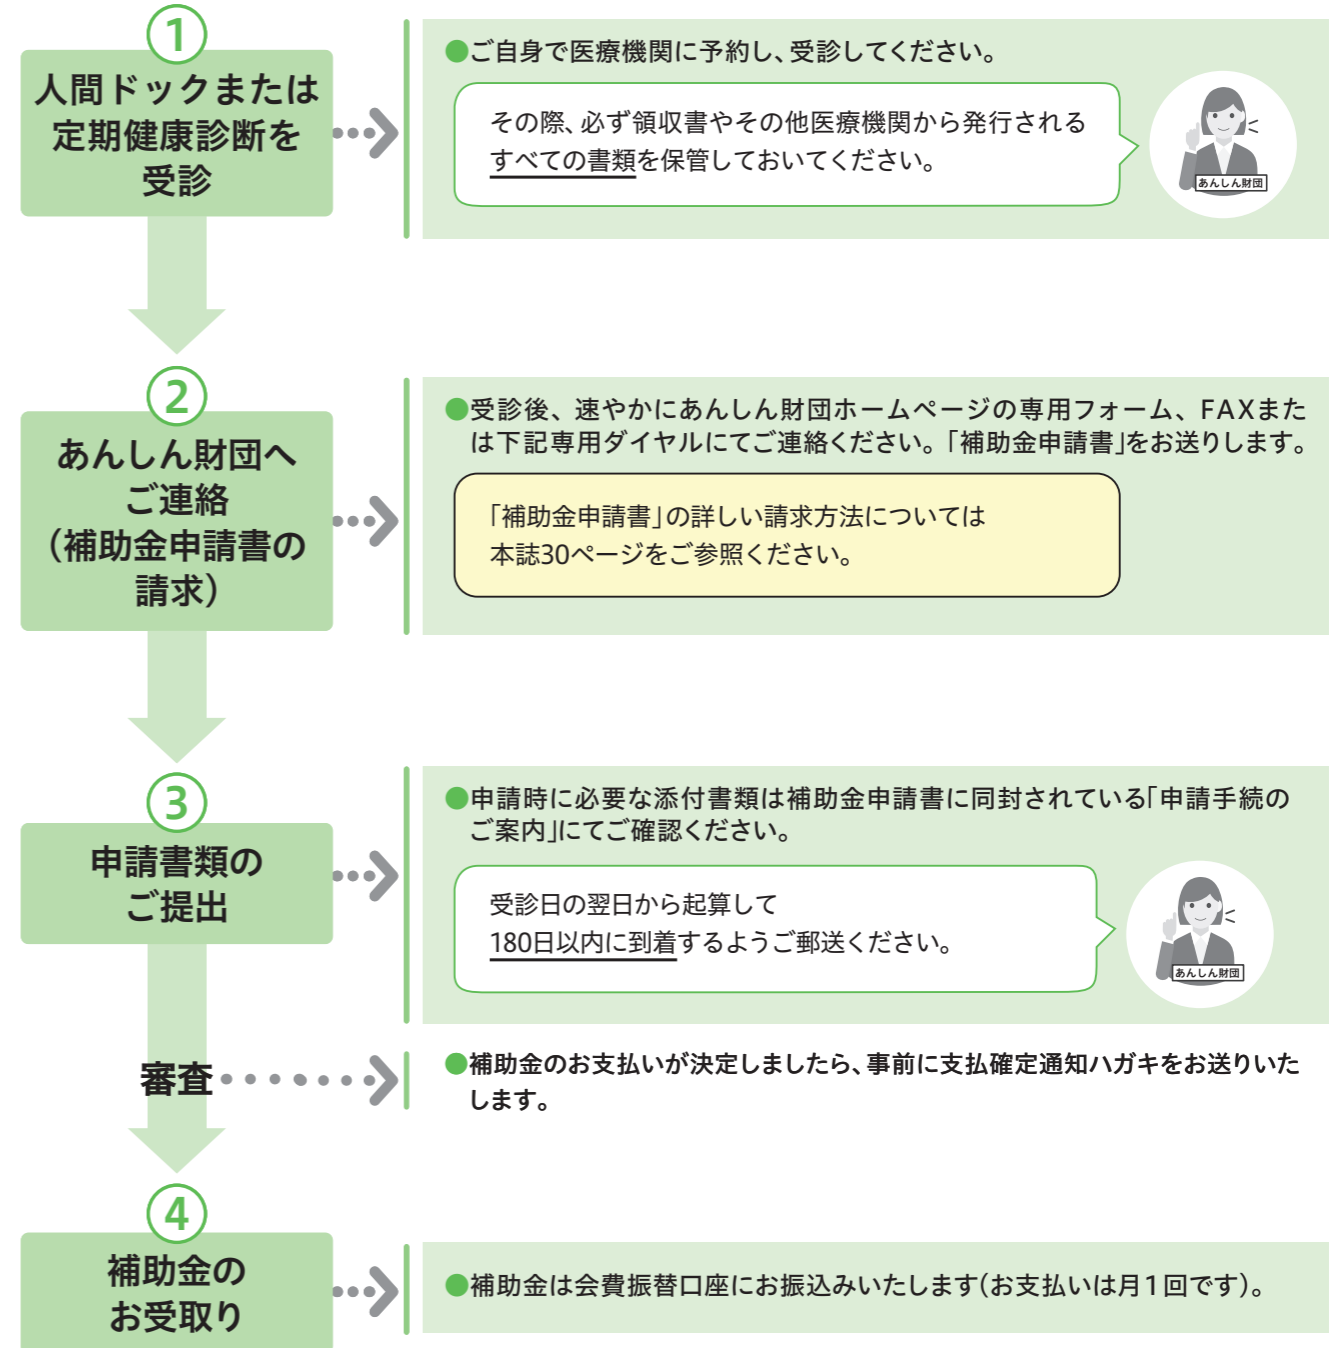 ①
人間ドックまたは
定期健康診断を
受診
●ご自身で医療機関に予約し、受診してください。
その際、必ず領収書やその他医療機関から発行される
すべての書類を保管しておいてください。
あんしん財団
②
あんしん財団へ
ご連絡
（補助金申請書の
請求）
●受診後、速やかにあんしん財団ホームページの専用フォーム、FAXまた
は下記専用ダイヤルにてご連絡ください。「補助金申請書」をお送りします。
「補助金申請書」の詳しい請求方法については
本誌30ページをご参照ください。
③
申請書類の
ご提出
●申請時に必要な添付書類は補助金申請書に同封されている「申請手続の
ご案内」にてご確認ください。
受診日の翌日から起算して
180日以内に到着するようご郵送ください。
あんしん財団
審査
●補助金のお支払いが決定しましたら、事前に支払確定通知ハガキをお送りいた
します。
④
補助金の
お受取り
●補助金は会費振替口座にお振込みいたします（お支払いは月1回です）。